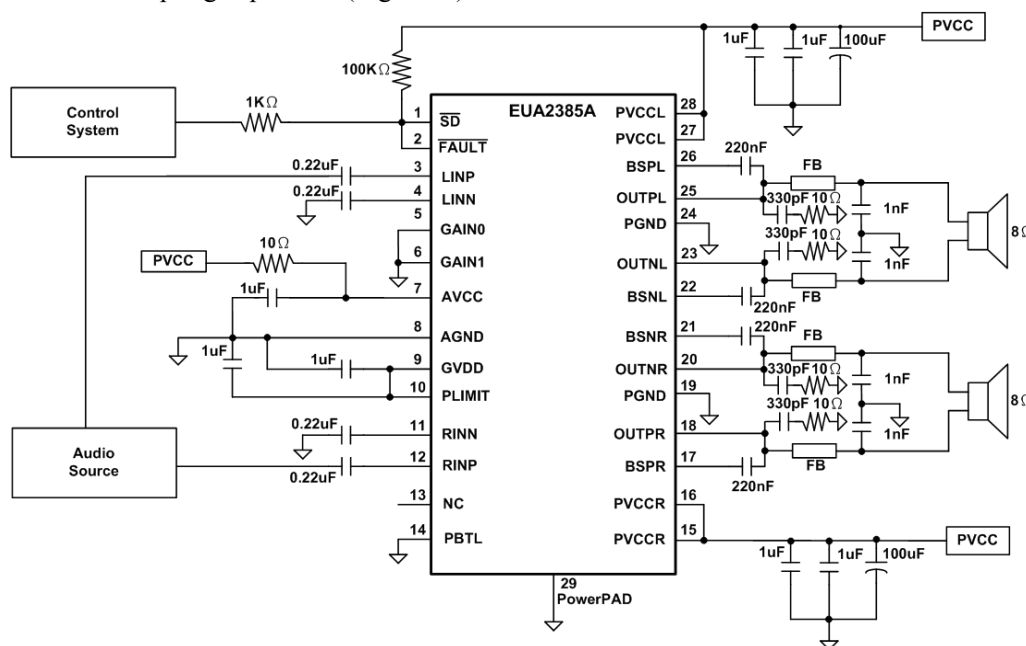 PVCC
1uF
1uF
100uF
100KΩ
Control
System
1KΩ
EUA2385A
1
SD
2
FAULT
0.22uF
3
LINP
0.22uF
4
LINN
5
GAIN0
6
GAIN1
10Ω
PVCC
7
AVCC
1uF
8
AGND
1uF
1uF
9
GVDD
10
PLIMIT
0.22uF
11
RINN
Audio
Source
12
RINP
0.22uF
13
NC
14
PBTL
29
PowerPAD
PVCCL
28
PVCCL
27
BSPL
26
220nF
FB
OUTPL
25
330pF 10Ω
1nF
PGND
24
330pF 10Ω
8Ω
OUTNL
23
1nF
BSNL
22
220nF
FB
BSNR
21
220nF
FB
OUTNR
20
330pF 10Ω
1nF
PGND
19
330pF 10Ω
8Ω
OUTPR
18
1nF
BSPR
17
220nF
FB
PVCCR
16
PVCCR
15
PVCC
1uF
1uF
100uF